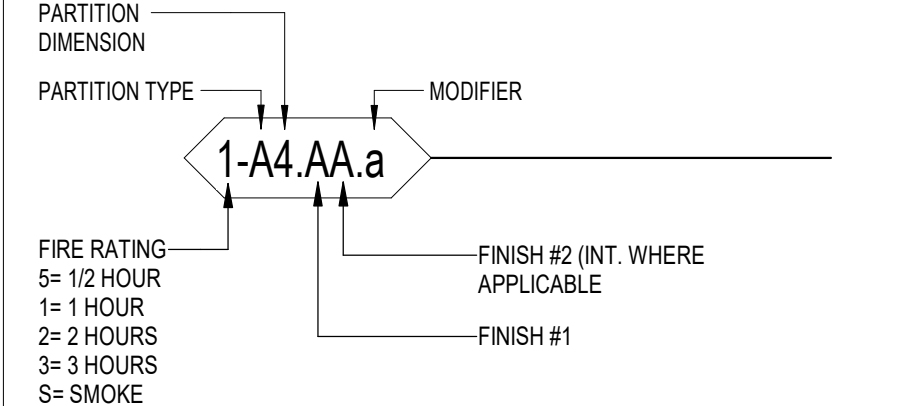 PARTITION
DIMENSION
PARTITION TYPE
MODIFIER
1-A4.AA.a
FIRE RATING
5= 1/2 HOUR
1= 1 HOUR
2= 2 HOURS
3= 3 HOURS
S= SMOKE
FINISH #2 (INT. WHERE
APPLICABLE
FINISH #1